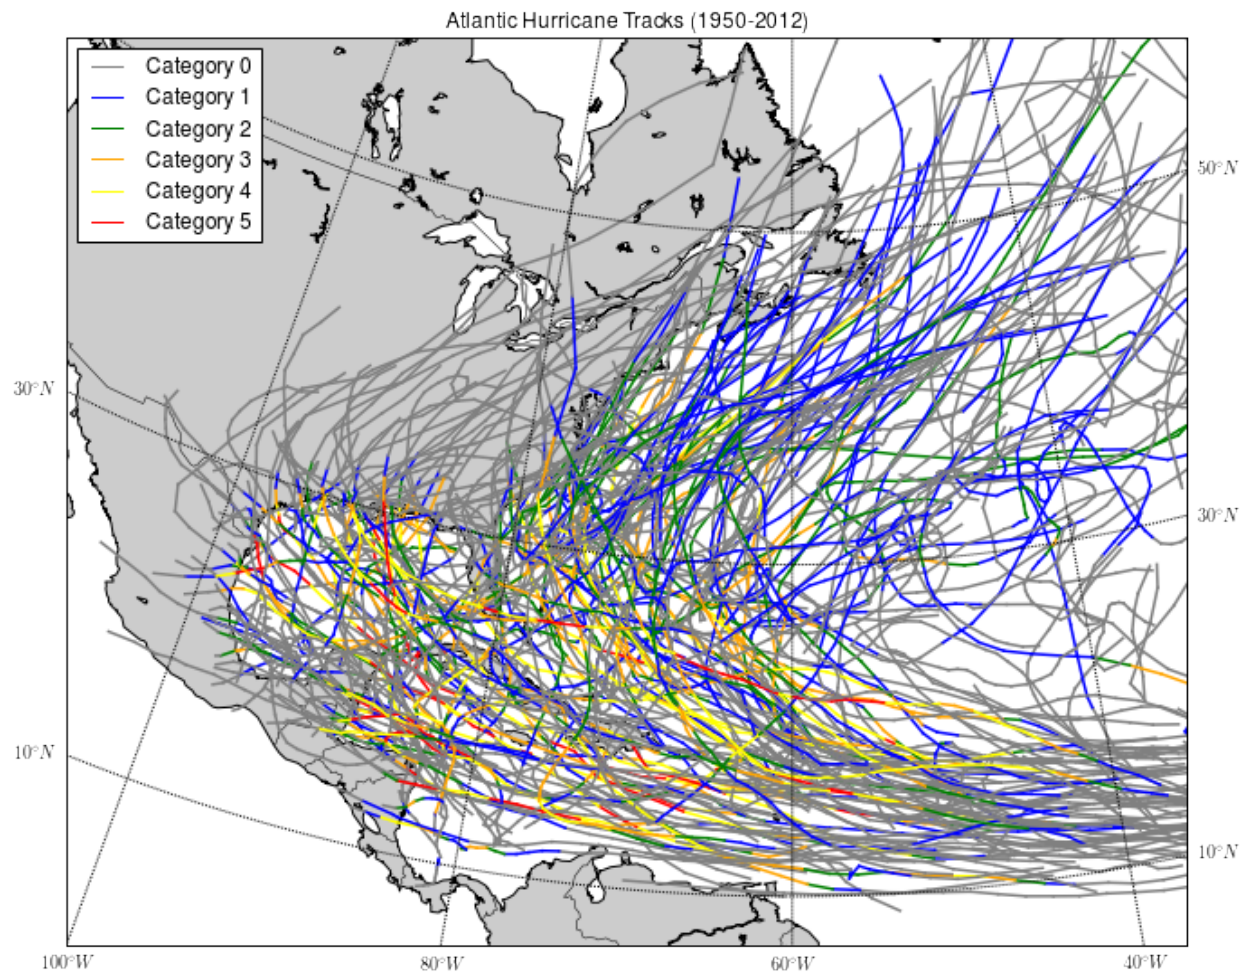 Atlantic Hurricane Tracks (1950-2012)
Category 0
Category 1
Category 2
Category 3
Category 4
Category 5
50°N
30°N
30°N
10°N
10°N
100°W
80°W
60°W
40°W